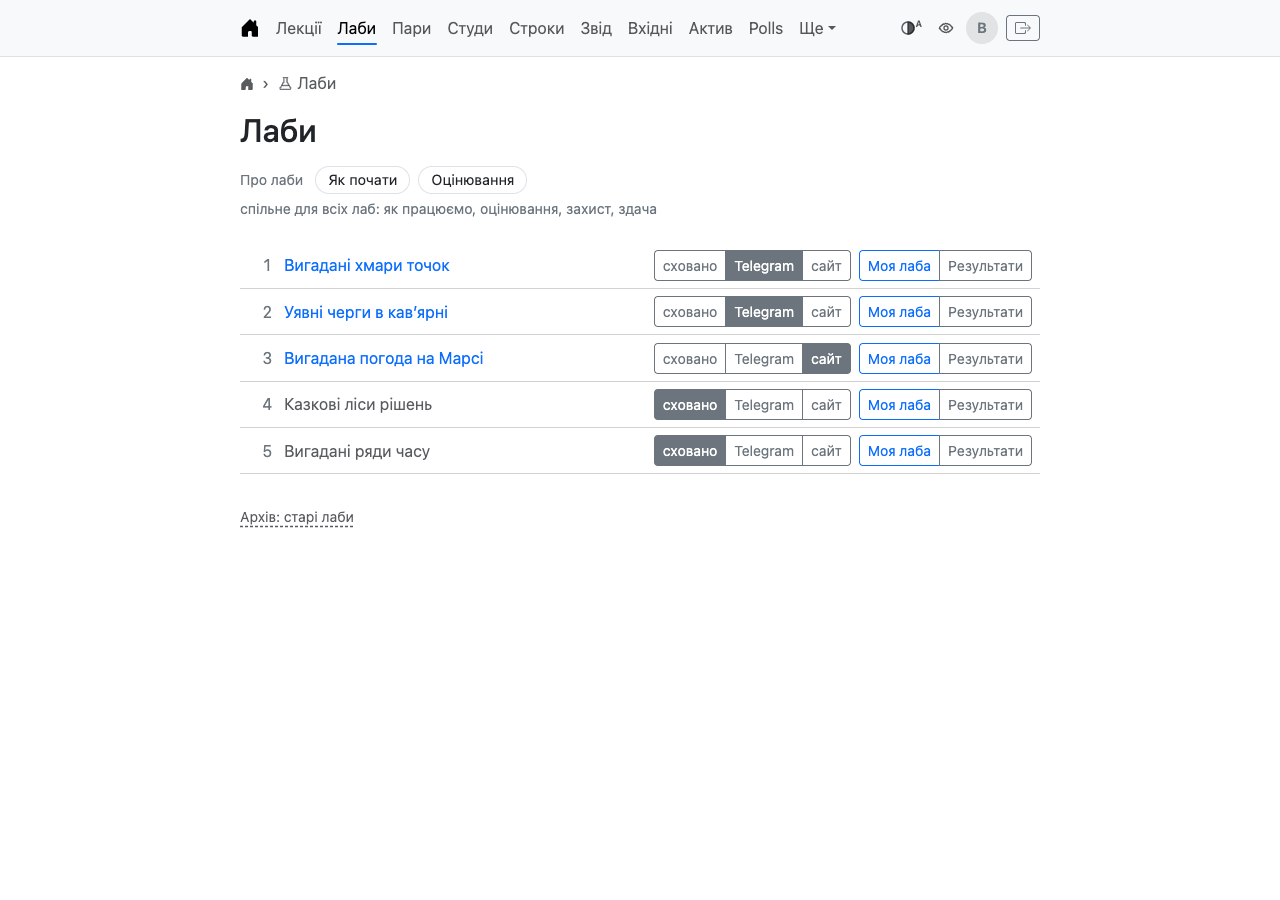 Лекції Лаби Пари Студи Строки Звід Вхідні Актив Polls Ще A B
› Лаби
Лаби
Про лаби Як почати Оцінювання
спільне для всіх лаб: як працюємо, оцінювання, захист, здача
1 Вигадані хмари точок сховано Telegram сайт Моя лаба Результати
2 Уявні черги в кав’ярні сховано Telegram сайт Моя лаба Результати
3 Вигадана погода на Марсі сховано Telegram сайт Моя лаба Результати
4 Казкові ліси рішень сховано Telegram сайт Моя лаба Результати
5 Вигадані ряди часу сховано Telegram сайт Моя лаба Результати
Архів: старі лаби